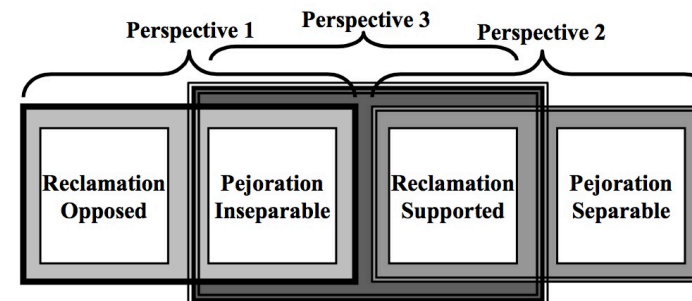 Perspective 1
Perspective 3
Perspective 2
Reclamation
Opposed
Pejoration
Inseparable
Reclamation
Supported
Pejoration
Separable